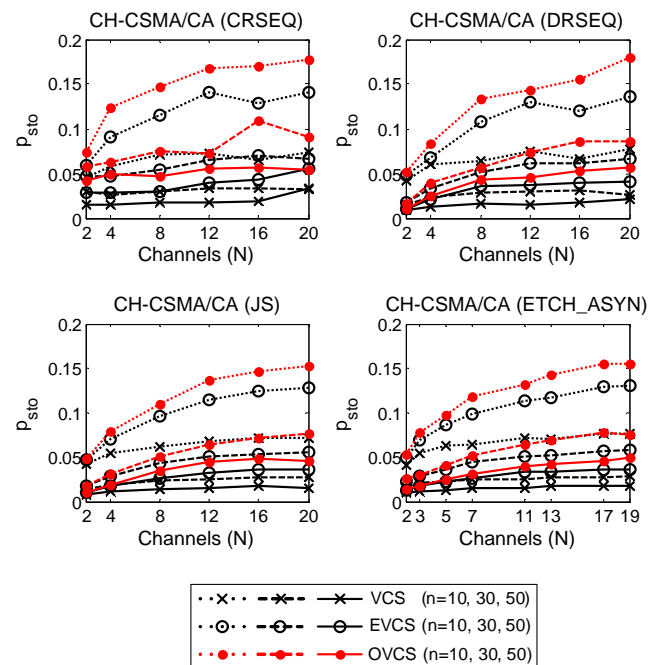 CH-CSMA/CA (CRSEQ)
0.2
0.15
0.1
0.05
0
p_sto
2 4 8 12 16 20
Channels (N)
CH-CSMA/CA (DRSEQ)
0.2
0.15
0.1
0.05
0
2 4 8 12 16 20
Channels (N)
CH-CSMA/CA (JS)
0.2
0.15
0.1
0.05
0
p_sto
2 4 8 12 16 20
Channels (N)
CH-CSMA/CA (ETCH_ASYN)
0.2
0.15
0.1
0.05
0
2 3 5 7 11 13 17 19
Channels (N)
VCS (n=10, 30, 50)
EVCS (n=10, 30, 50)
OVCS (n=10, 30, 50)